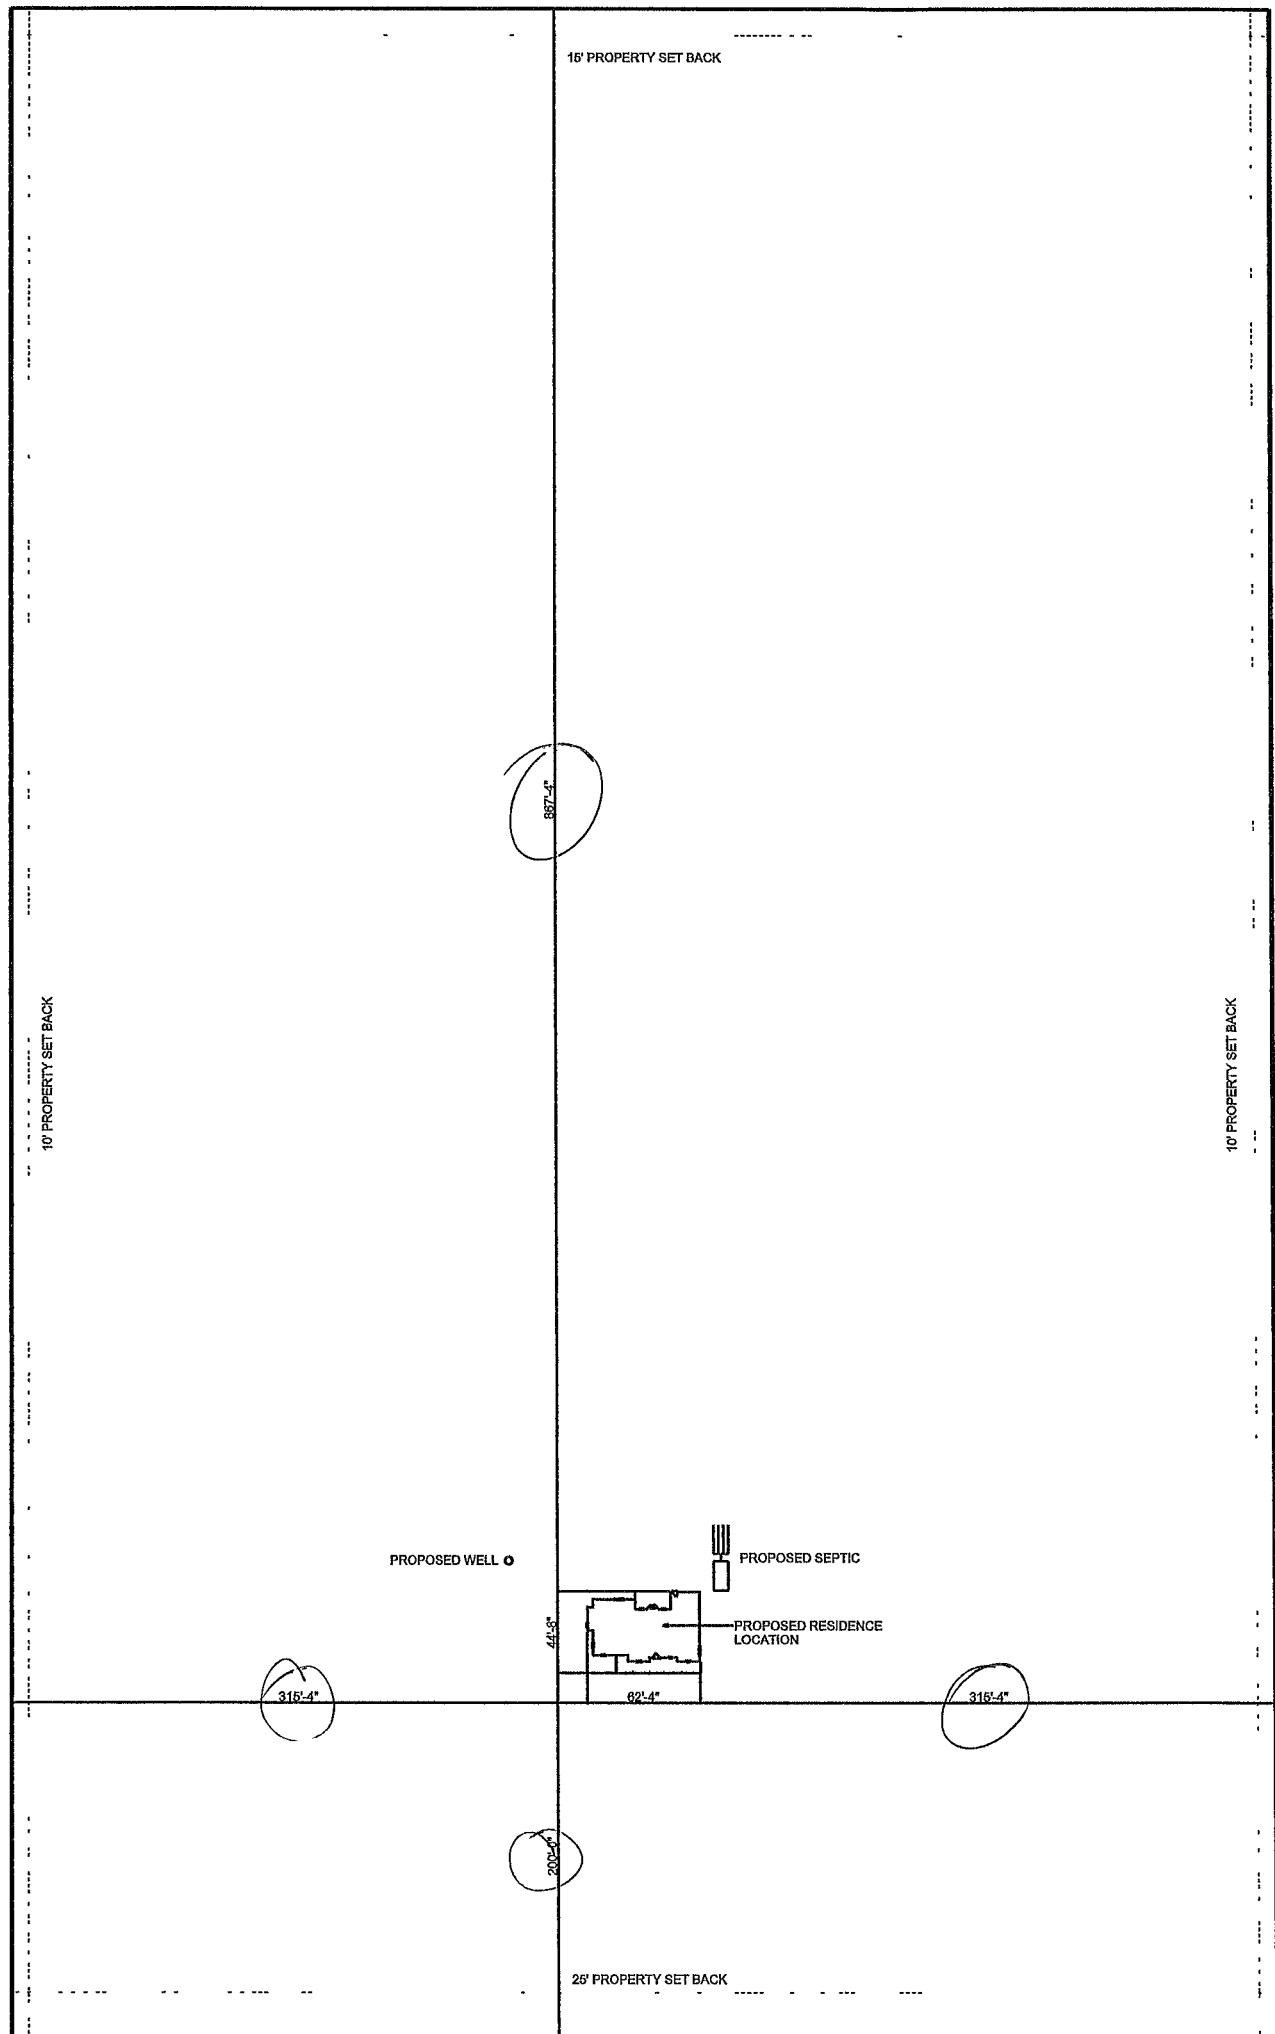 15' PROPERTY SET BACK
867'-4"
10' PROPERTY SET BACK
10' PROPERTY SET BACK
PROPOSED WELL
PROPOSED SEPTIC
44'-8"
PROPOSED RESIDENCE
LOCATION
315'-4"
62'-4"
315'-4"
200'-0"
25' PROPERTY SET BACK